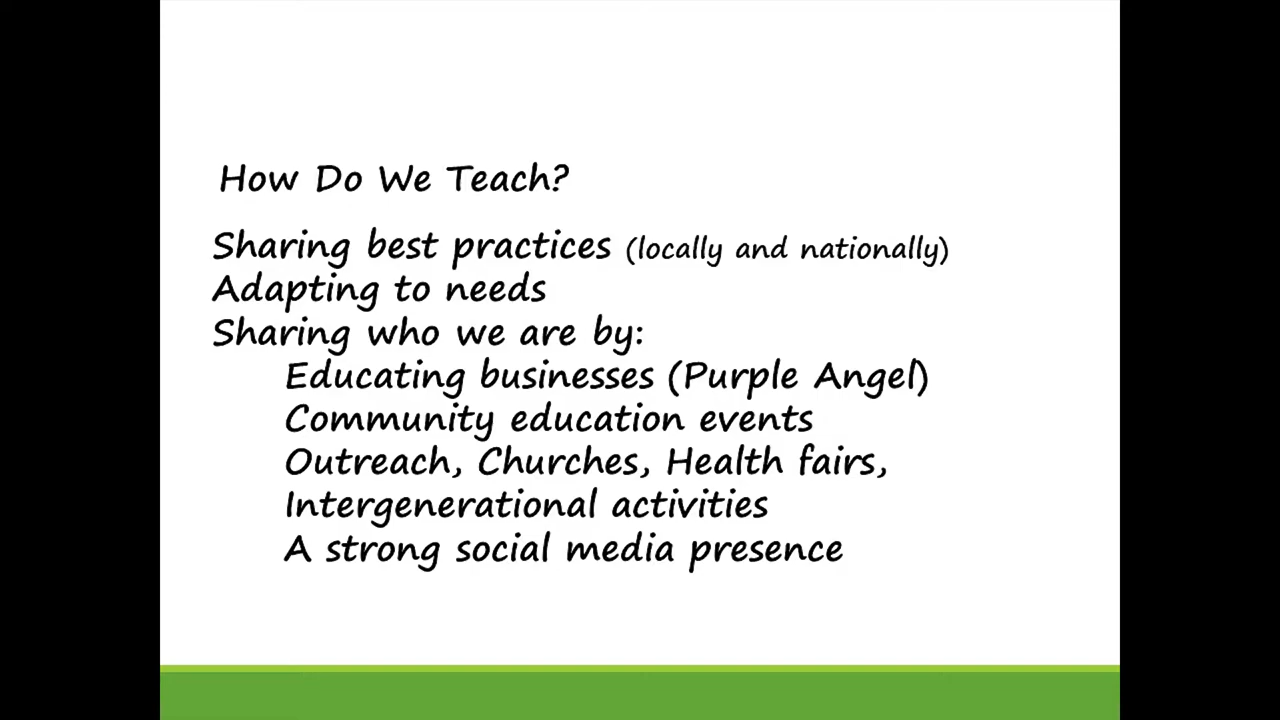 How Do We Teach?
Sharing best practices (locally and nationally)
Adapting to needs
Sharing who we are by:
Educating businesses (Purple Angel)
Community education events
Outreach, Churches, Health fairs,
Intergenerational activities
A strong social media presence